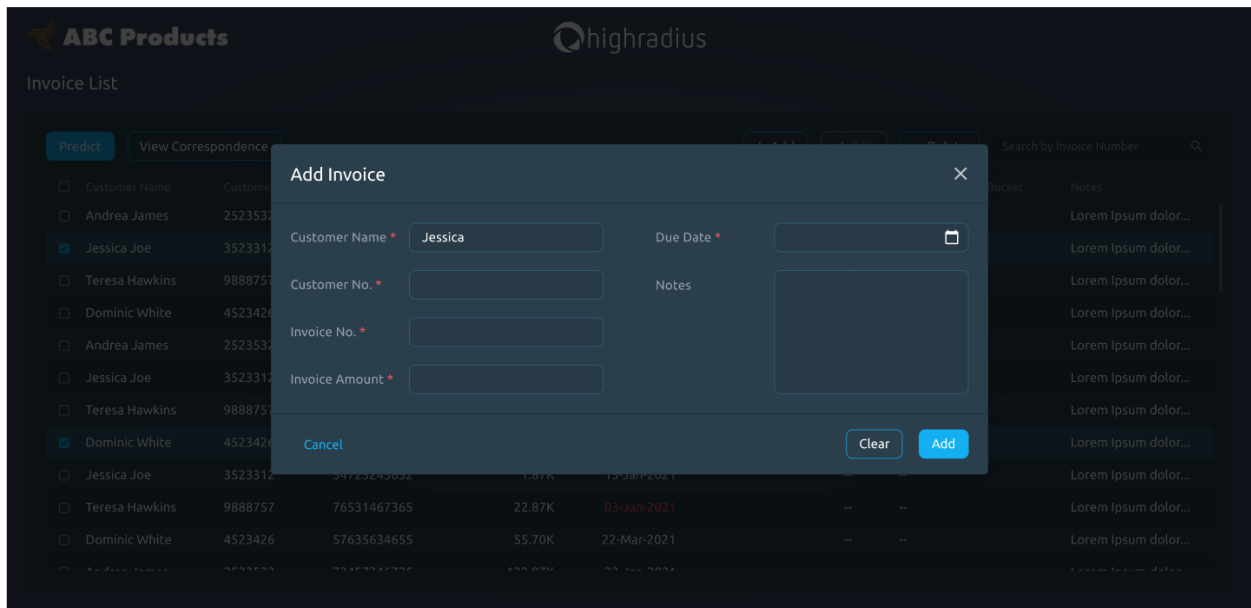 ABC Products
highradius
Invoice List
Predict View Correspondence Search by Invoice Number
Customer Name Bucket Notes
Andrea James Lorem Ipsum dolor...
Add Invoice
Jessica Joe Lorem Ipsum dolor...
Customer Name * Jessica Due Date *
Teresa Hawkins 9888757 Lorem Ipsum dolor...
Customer No. * Notes
Dominic White Lorem Ipsum dolor...
Invoice No. *
Andrea James Lorem Ipsum dolor...
Jessica Joe Lorem Ipsum dolor...
Invoice Amount *
Teresa Hawkins 9888757 Lorem Ipsum dolor...
Dominic White Lorem Ipsum dolor...
Cancel Clear Add
Jessica Joe 3523312 Lorem Ipsum dolor...
Teresa Hawkins 9888757 76531467365 22.87K 03-Jan-2021 -- -- Lorem Ipsum dolor...
Dominic White 4523426 57635634655 55.70K 22-Mar-2021 -- -- Lorem Ipsum dolor...